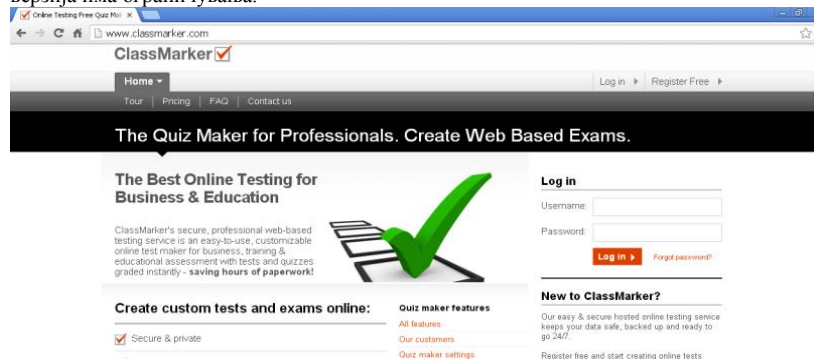 верзија има ограничувања.
Online Testing Free Quiz Mal
www.classmarker.com
ClassMarker
Home
Log in
Register Free
Tour | Pricing | FAQ | Contact us
The Quiz Maker for Professionals. Create Web Based Exams.
The Best Online Testing for
Business & Education
ClassMarker's secure, professional web-based
testing service is an easy-to-use, customizable
online test maker for business, training &
educational assessment with tests and quizzes
graded instantly - saving hours of paperwork!
Log in
Username:
Password:
Log in
Forgot password?
Create custom tests and exams online:
Secure & private
Quiz maker features
All features
Our customers
Quiz maker settings
New to ClassMarker?
Our easy & secure hosted online testing service
keeps your data safe, backed up and ready to
go 24/7.
Register free and start creating online tests